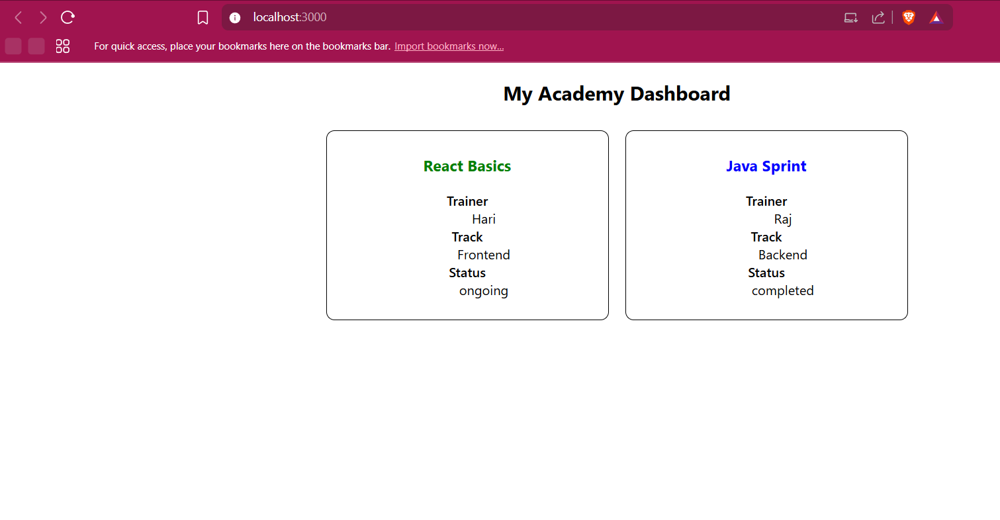 localhost:3000
For quick access, place your bookmarks here on the bookmarks bar. Import bookmarks now...
My Academy Dashboard
React Basics
Trainer
Hari
Track
Frontend
Status
ongoing
Java Sprint
Trainer
Raj
Track
Backend
Status
completed